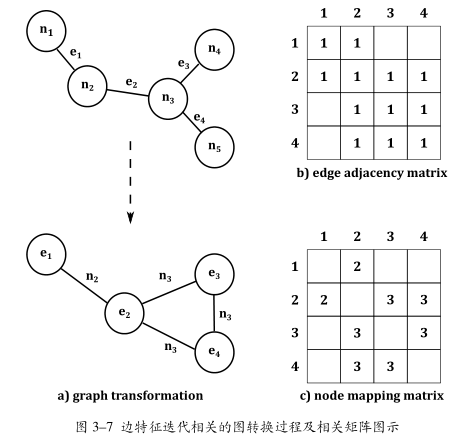 1 2 3 4
n1
n4
1 1 1
e3
e1
n2
e2
n3
2 1 1 1 1
e4
3 1 1 1
n5
4 1 1 1
b) edge adjacency matrix
1 2 3 4
e1
n3
e3
1 2
n2
e2
n3
2 2 3 3
n3
e4
3 3 3
4 3 3
a) graph transformation
c) node mapping matrix
图 3–7 边特征迭代相关的图转换过程及相关矩阵图示